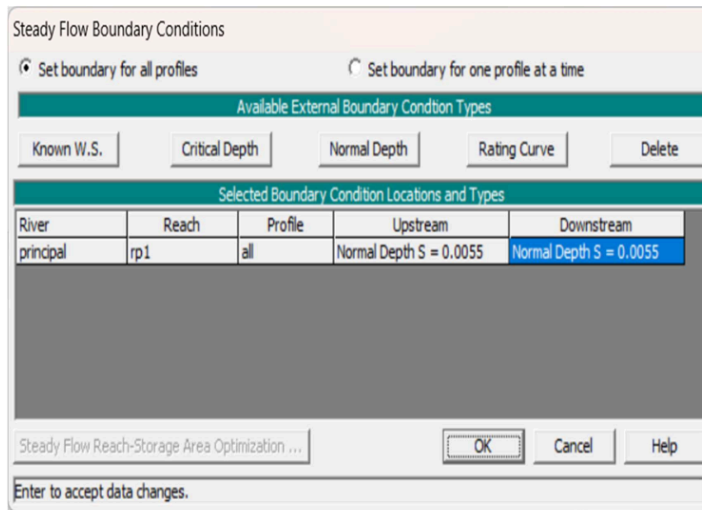 Steady Flow Boundary Conditions
Set boundary for all profiles Set boundary for one profile at a time
Available External Boundary Condtion Types
Known W.S. Critical Depth Normal Depth Rating Curve Delete
Selected Boundary Condition Locations and Types
River Reach Profile Upstream Downstream
principal rp1 all Normal Depth S = 0.0055 Normal Depth S = 0.0055
Steady Flow Reach-Storage Area Optimization ... OK Cancel Help
Enter to accept data changes.